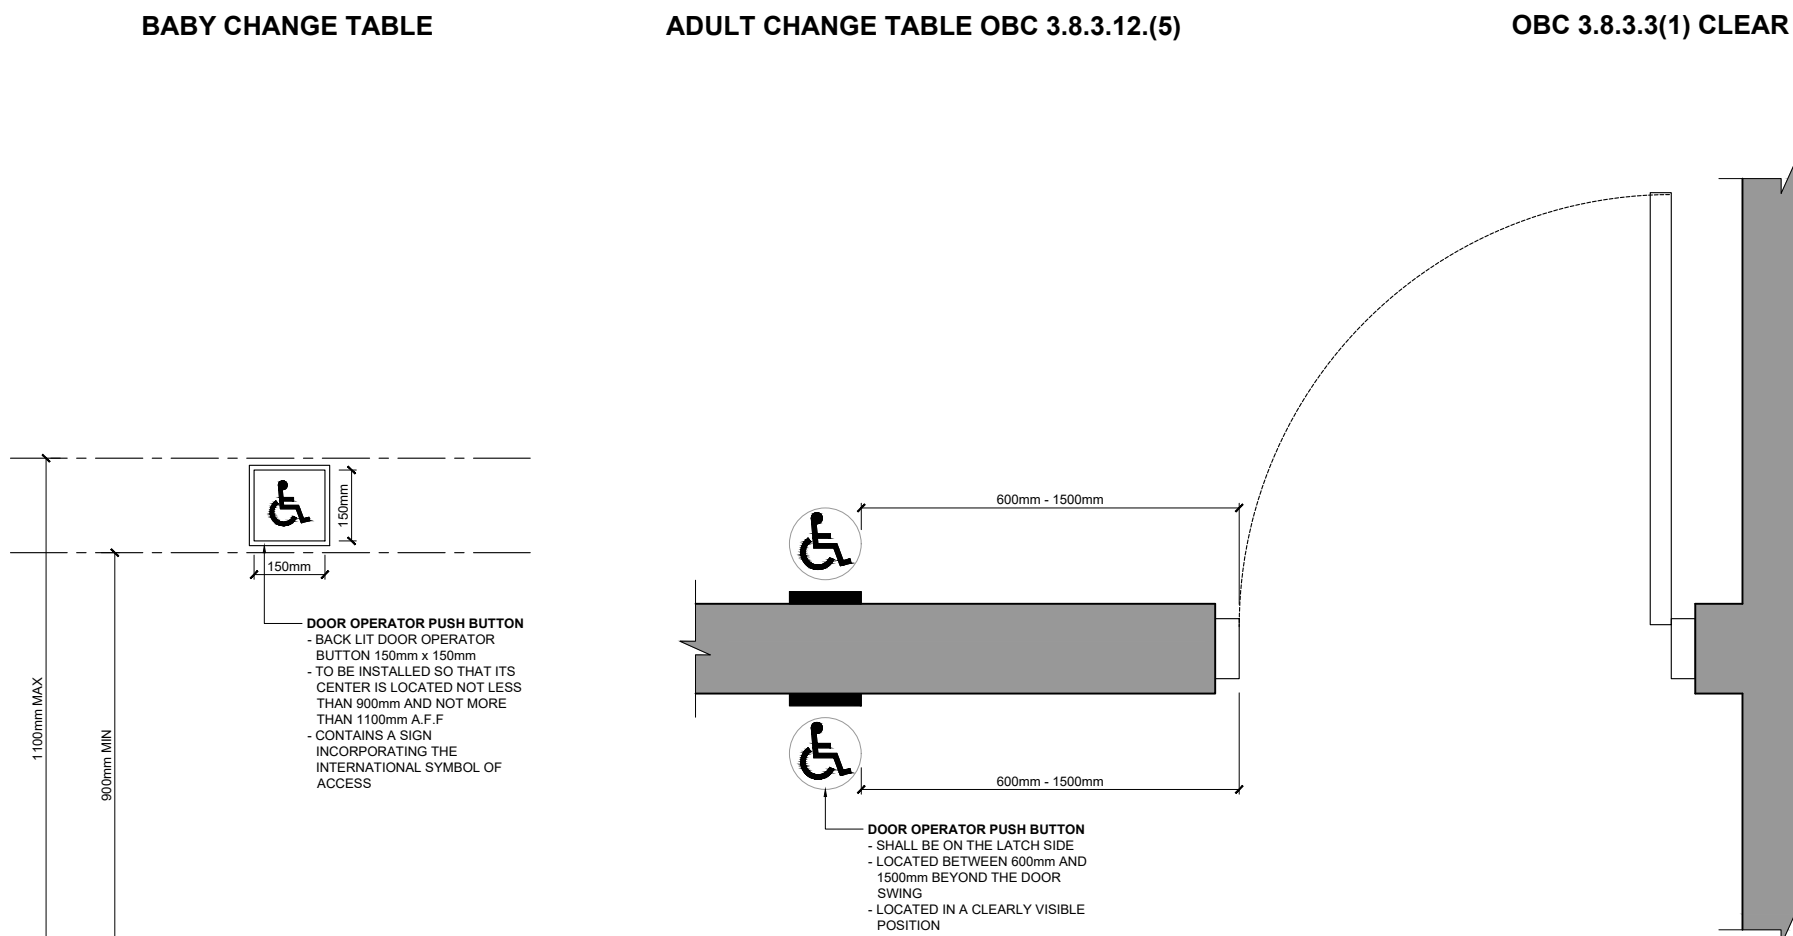 BABY CHANGE TABLE
ADULT CHANGE TABLE OBC 3.8.3.12.(5)
OBC 3.8.3.3(1) CLEAR
150mm
150mm
1100mm MAX
900mm MIN
DOOR OPERATOR PUSH BUTTON
- BACK LIT DOOR OPERATOR
BUTTON 150mm x 150mm
- TO BE INSTALLED SO THAT ITS
CENTER IS LOCATED NOT LESS
THAN 900mm AND NOT MORE
THAN 1100mm A.F.F
- CONTAINS A SIGN
INCORPORATING THE
INTERNATIONAL SYMBOL OF
ACCESS
600mm - 1500mm
600mm - 1500mm
DOOR OPERATOR PUSH BUTTON
- SHALL BE ON THE LATCH SIDE
- LOCATED BETWEEN 600mm AND
1500mm BEYOND THE DOOR
SWING
- LOCATED IN A CLEARLY VISIBLE
POSITION